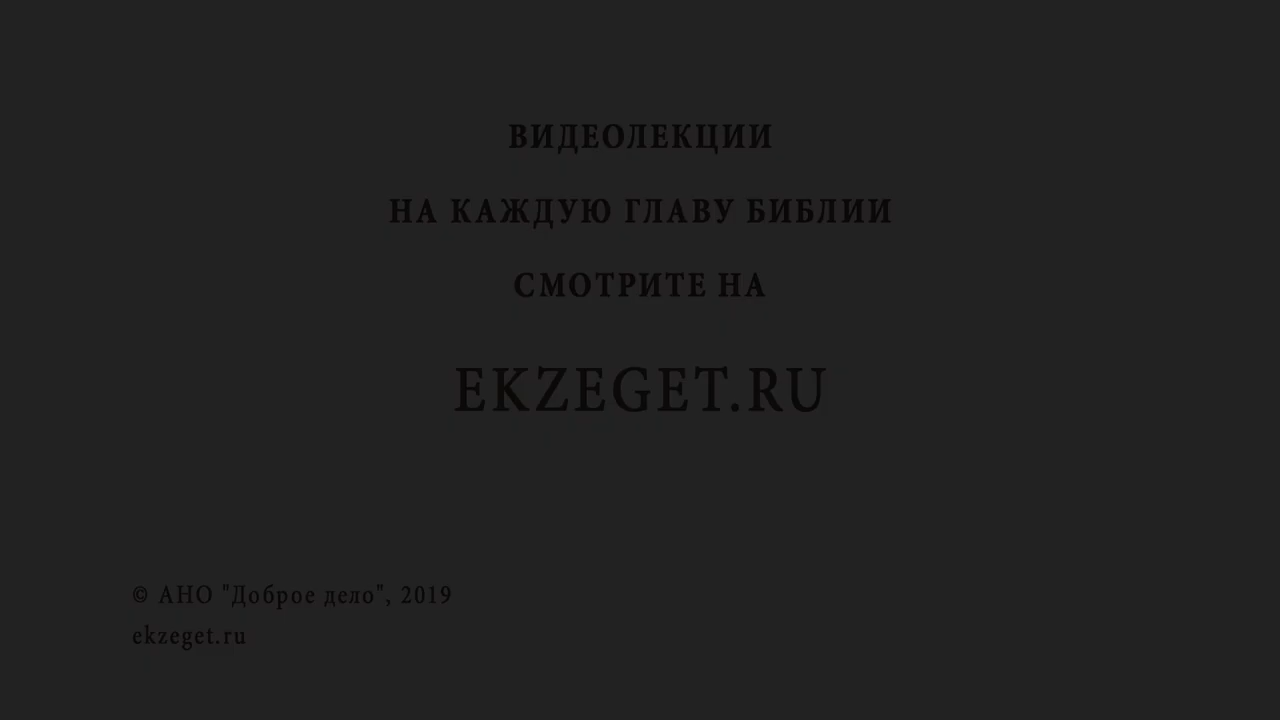 ВИДЕОЛЕКЦИИ
НА КАЖДУЮ ГЛАВУ БИБЛИИ
СМОТРИТЕ НА
EKZEGET.RU
© АНО "Доброе дело", 2019
ekzeget.ru